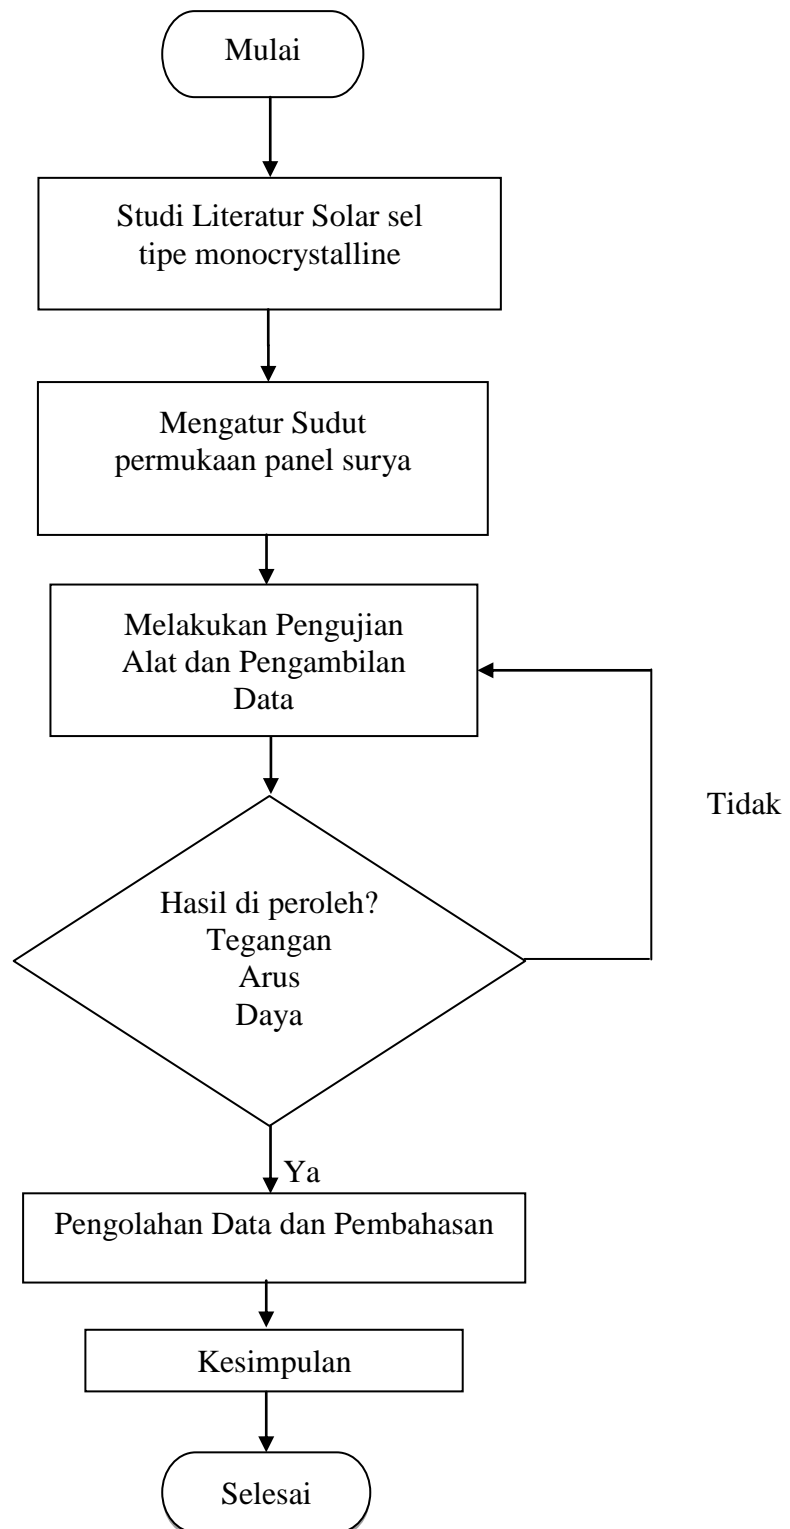 Mulai
Studi Literatur Solar sel
tipe monocrystalline
Mengatur Sudut
permukaan panel surya
Melakukan Pengujian
Alat dan Pengambilan
Data
Tidak
Hasil di peroleh?
Tegangan
Arus
Daya
Ya
Pengolahan Data dan Pembahasan
Kesimpulan
Selesai